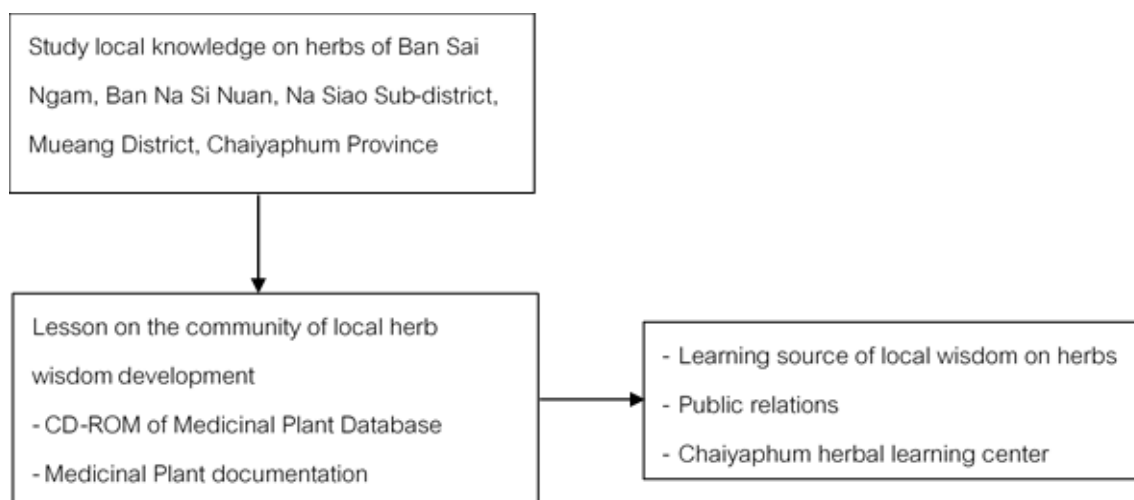 Study local knowledge on herbs of Ban Sai
Ngam, Ban Na Si Nuan, Na Siao Sub-district,
Mueang District, Chaiyaphum Province
Lesson on the community of local herb
wisdom development
- CD-ROM of Medicinal Plant Database
- Medicinal Plant documentation
- Learning source of local wisdom on herbs
- Public relations
- Chaiyaphum herbal learning center